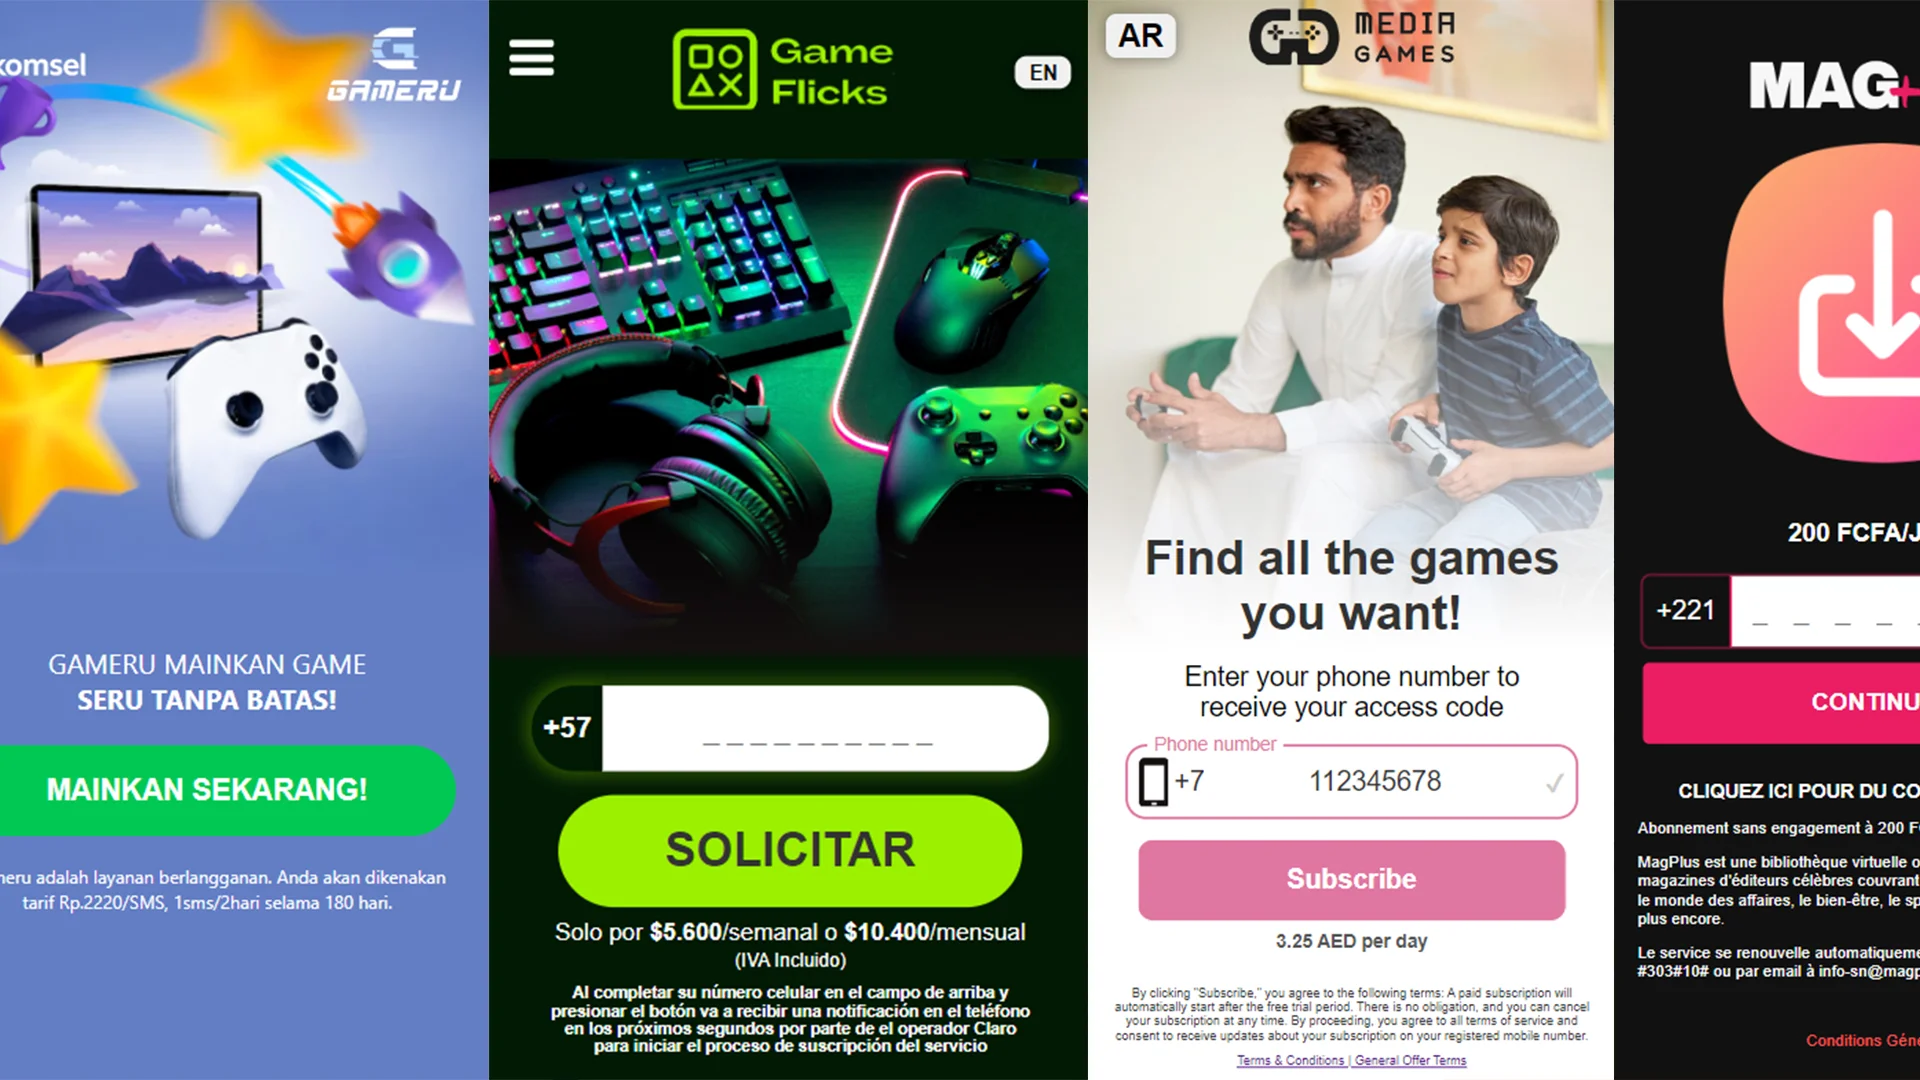 komsel
GAMERU
GAMERU MAINKAN GAME
SERU TANPA BATAS!
MAINKAN SEKARANG!
adalah layanan berlangganan. Anda akan dikenakan
tarif Rp.2220/SMS, 1sms/2hari selama 180 hari.
Game
Flicks
EN
+57
SOLICITAR
Solo por $5.600/semanal o $10.400/mensual
(IVA Incluido)
Al completar su número celular en el campo de arriba y
presionar el botón va a recibir una notificación en el teléfono
en los próximos segundos por parte de el operador Claro
para iniciar el proceso de suscripción del servicio
AR
MEDIA
GAMES
Find all the games
you want!
Enter your phone number to
receive your access code
Phone number
+7 112345678
Subscribe
3.25 AED per day
By clicking "Subscribe," you agree to the following terms: A paid subscription will
automatically start after the free trial period. There is no obligation, and you can cancel
your subscription at any time. By proceeding, you agree to all terms of service and
consent to receive updates about your subscription on your registered mobile number.
Terms & Conditions | General Offer Terms
MAG+
200 FCFA/J
+221
CONTINU
CLIQUEZ ICI POUR DU CO
Abonnement sans engagement à 200 F
MagPlus est une bibliothèque virtuelle
magazines d'éditeurs célèbres couvrant
le monde des affaires, le bien-être, le sp
plus encore.
Le service se renouvelle automatiqueme
#303#10# ou par email à info-sn@magp
Conditions Géné